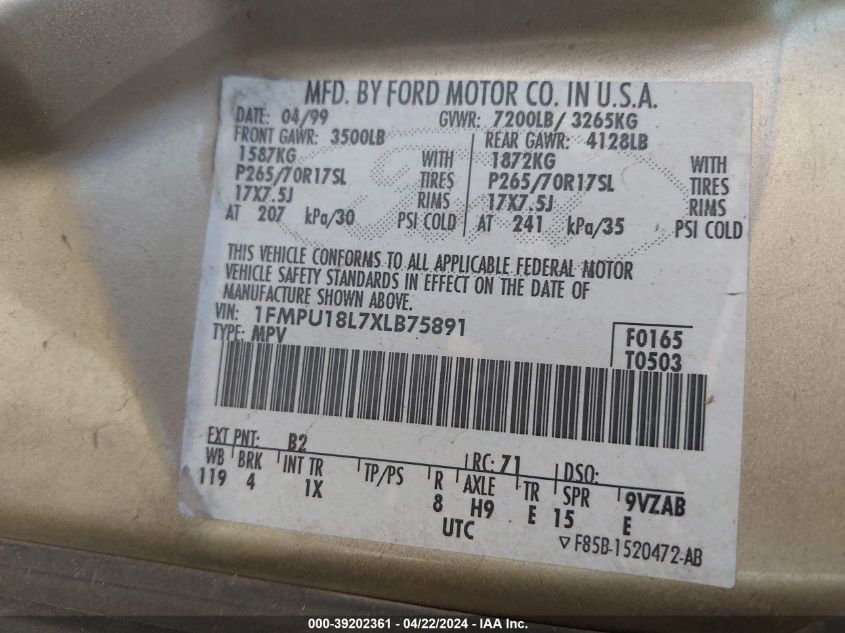 MFD. BY FORD MOTOR CO. IN U.S.A.
DATE: 04/99 GVWR: 7200LB/ 3265KG
FRONT GAWR: 3500LB REAR GAWR: 4128LB
1587KG WITH 1872KG WITH
P265/70R17SL TIRES P265/70R17SL TIRES
17X7.5J RIMS 17X7.5J RIMS
AT 207 kPa/30 PSI COLD AT 241 kPa/35 PSI COLD
THIS VEHICLE CONFORMS TO ALL APPLICABLE FEDERAL MOTOR
VEHICLE SAFETY STANDARDS IN EFFECT ON THE DATE OF
MANUFACTURE SHOWN ABOVE.
VIN: 1FMPU18L7XLB75891
TYPE: MPV
F0165
T0503
EXT PNT: B2 RC: 71 DSO:
WB BRK INT TR TP/PS R AXLE TR SPR 9VZAB
119 4 1X 8 H9 E 15 E
UTC
▽ F85B-1520472-AB
000-39202361 - 04/22/2024 - IAA Inc.